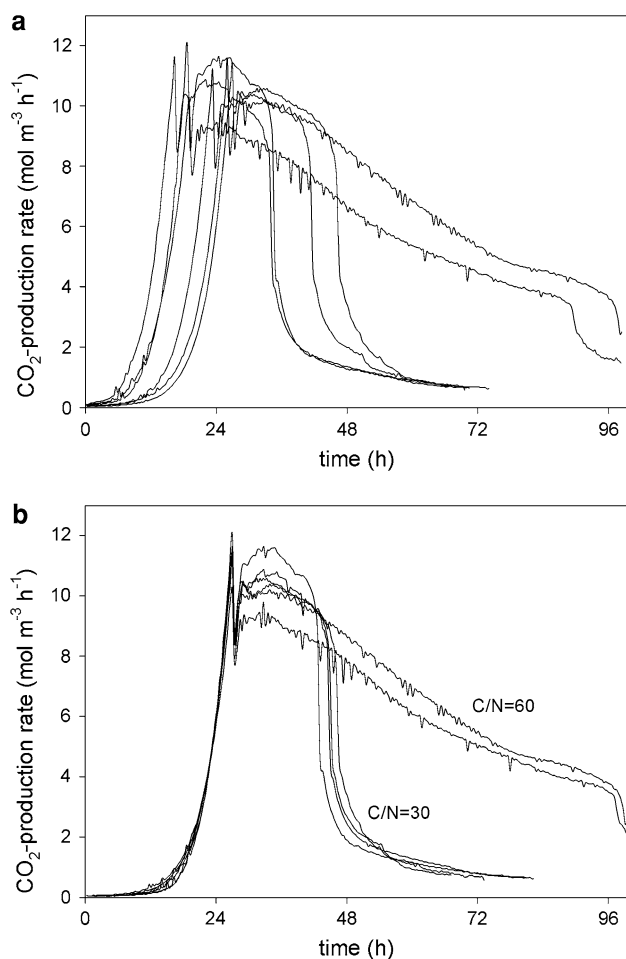 a
CO₂-production rate (mol m⁻³ h⁻¹)
12
10
8
6
4
2
0
0 24 48 72 96
time (h)
b
CO₂-production rate (mol m⁻³ h⁻¹)
12
10
8
6
4
2
0
C/N=60
C/N=30
0 24 48 72 96
time (h)